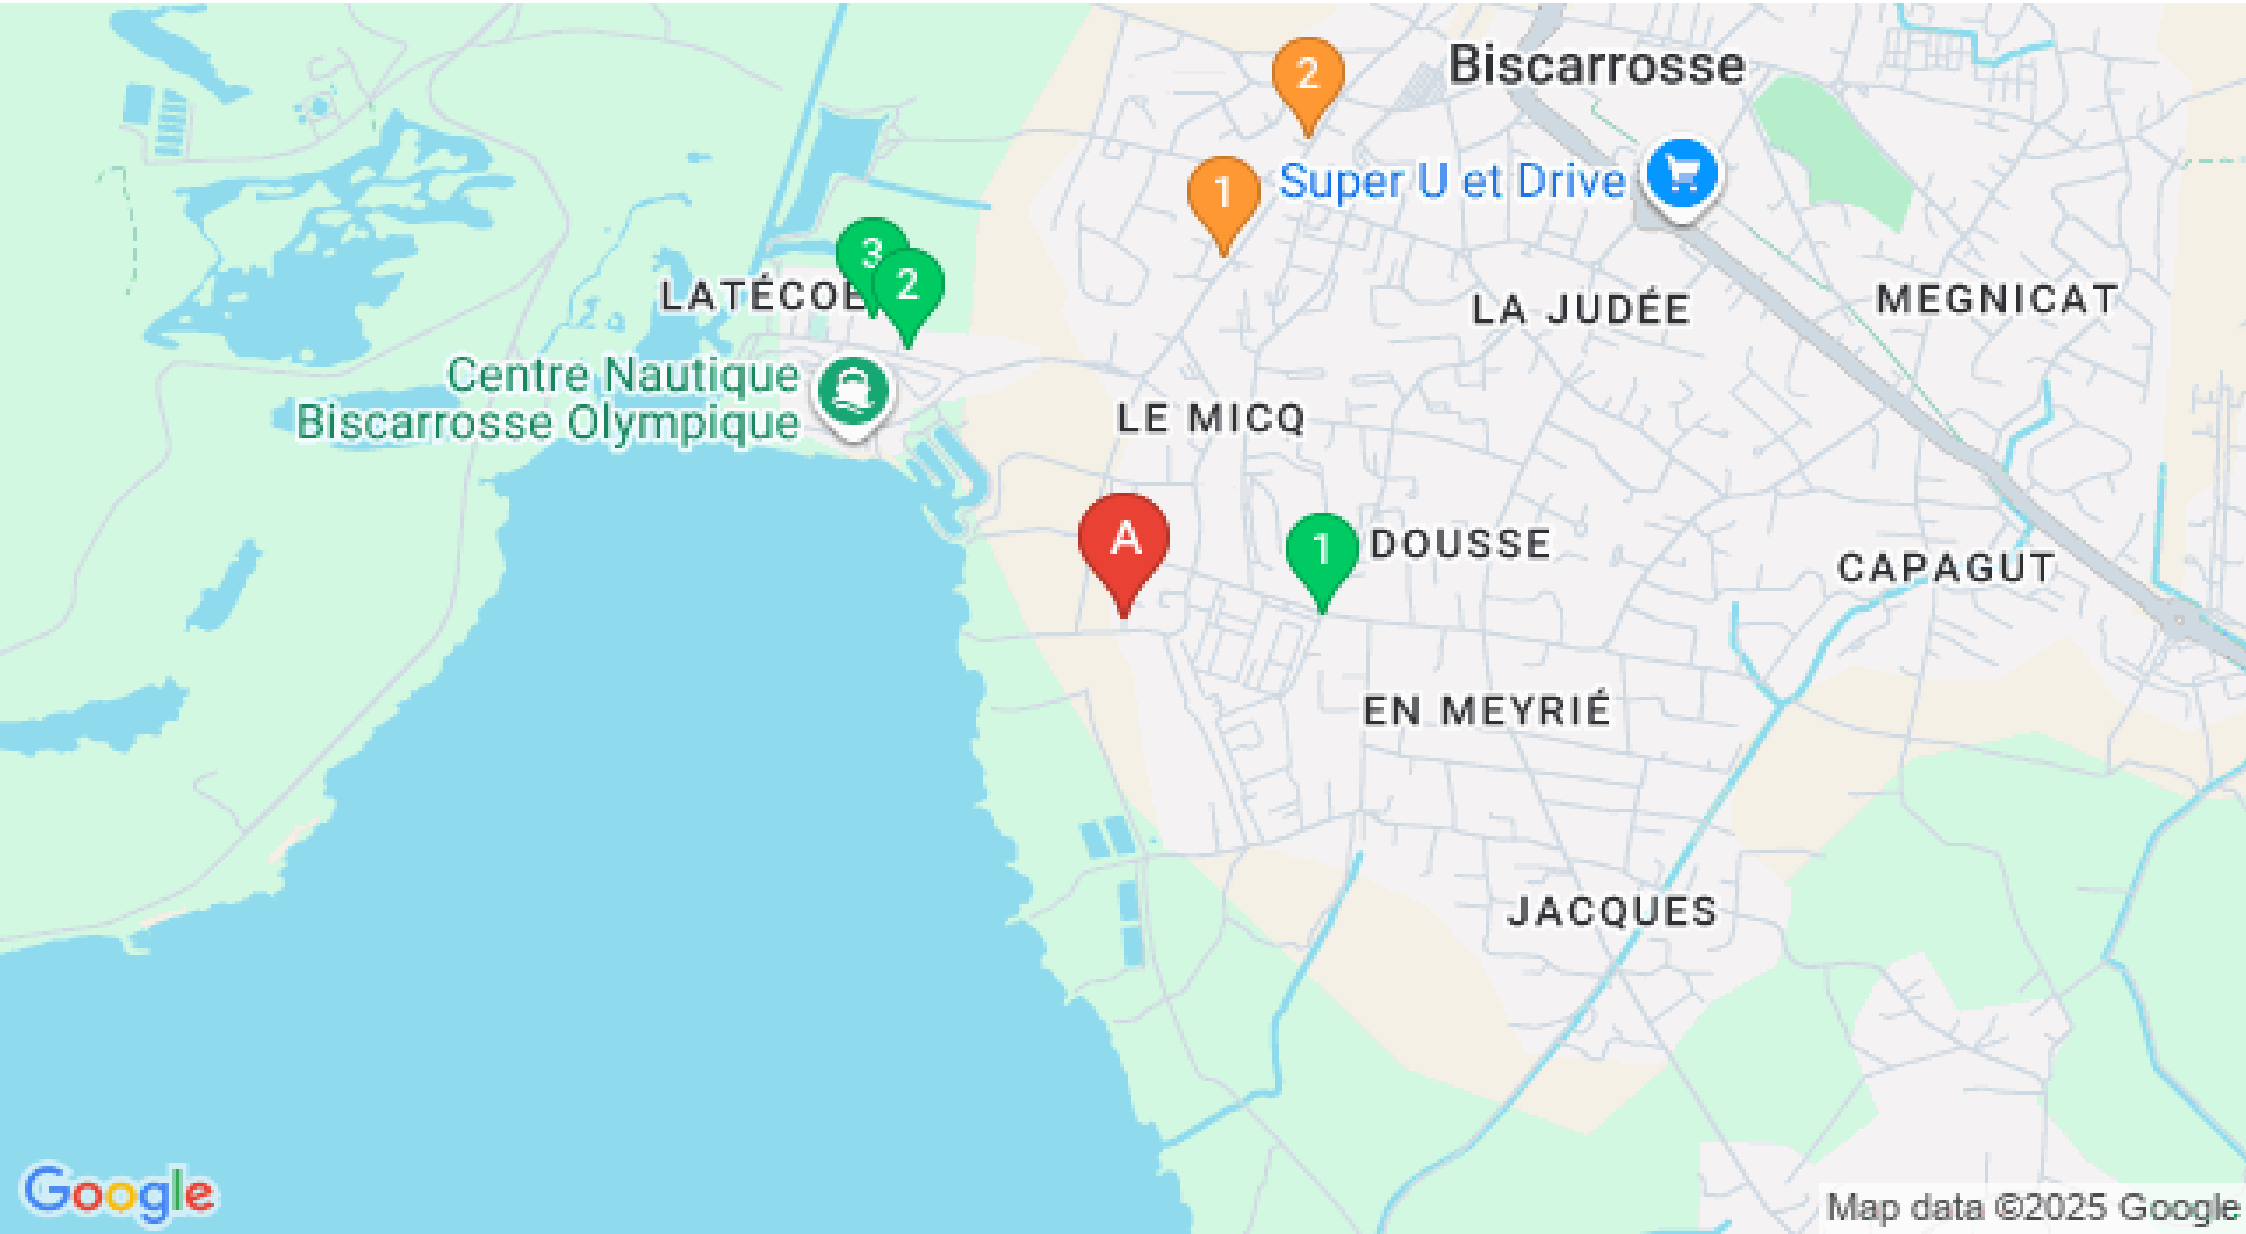 Biscarrosse
2
1
Super U et Drive
3
2
LATÉCOE
LA JUDÉE
MEGNICAT
Centre Nautique
Biscarrosse Olympique
LE MICQ
A
1
DOUSSE
CAPAGUT
EN MEYRIÉ
JACQUES
Google
Map data ©2025 Google